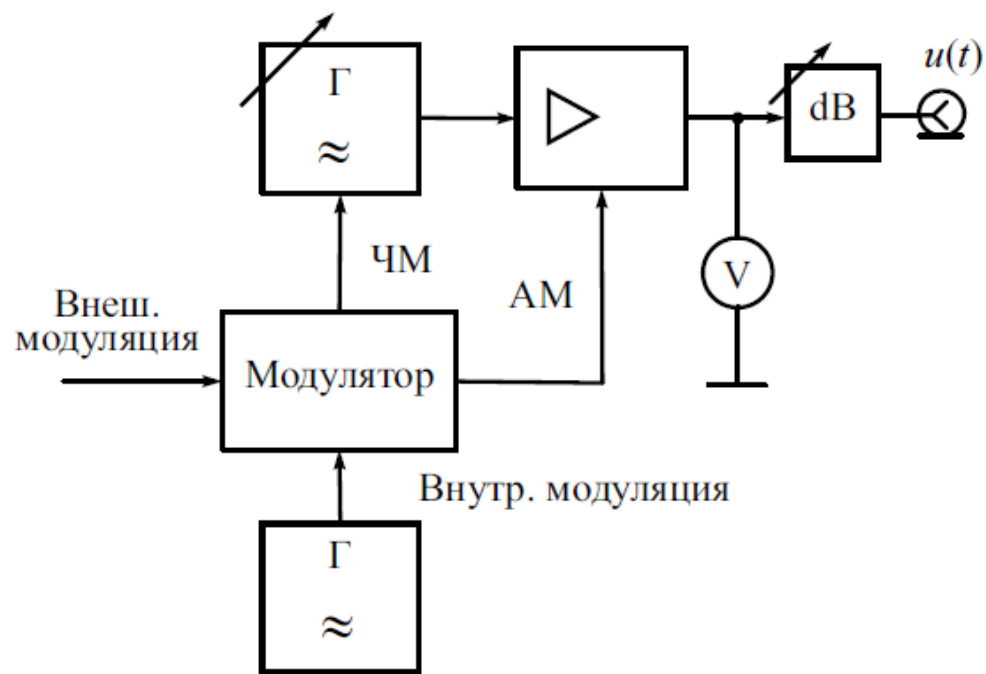 Г
≈
u(t)
dB
ЧМ
АМ
V
Внеш.
модуляция
Модулятор
Внутр. модуляция
Г
≈